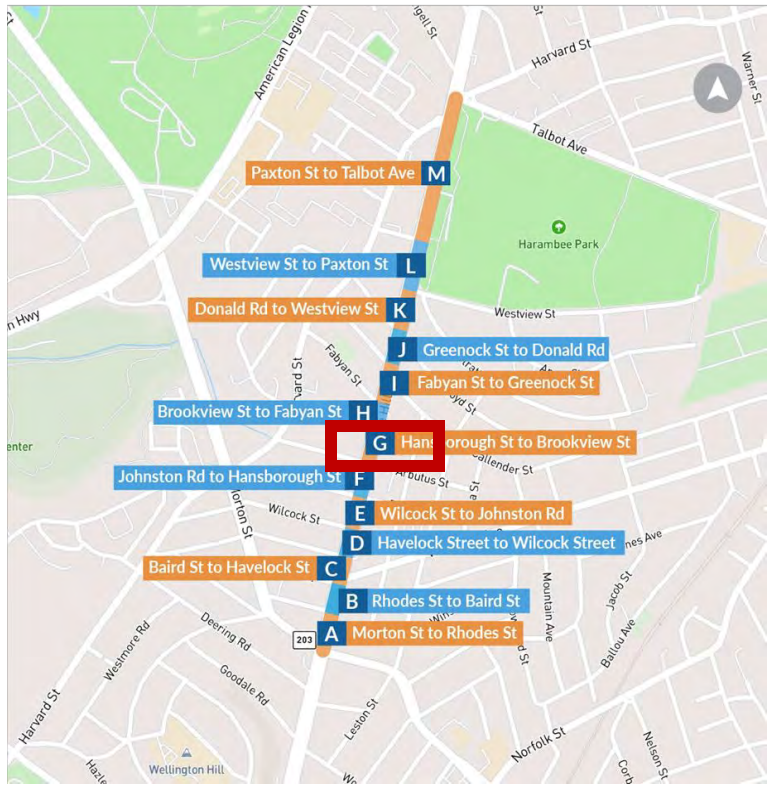 American Legion
Harvard St
Warner St
Talbot Ave
Paxton St to Talbot Ave M
Harambee Park
Westview St to Paxton St L
Donald Rd to Westview St K
Westview St
n Hwy
J Greenock St to Donald Rd
Fabyan St
I Fabyan St to Greenock St
Brookview St to Fabyan St H
G Hansborough St to Brookview St
enter
Callender St
Johnston Rd to Hansborough St F
Arbutus St
Morton St
Wilcock St
E Wilcock St to Johnston Rd
D Havelock Street to Wilcock Street
nes Ave
Baird St to Havelock St C
Mountain Ave
Jacob St
B Rhodes St to Baird St
203 A Morton St to Rhodes St
Deering Rd
Westmore Rd
Ballou Ave
Goodale Rd
Harvard St
Leston St
Norfolk St
Nelson St
Wellington Hill